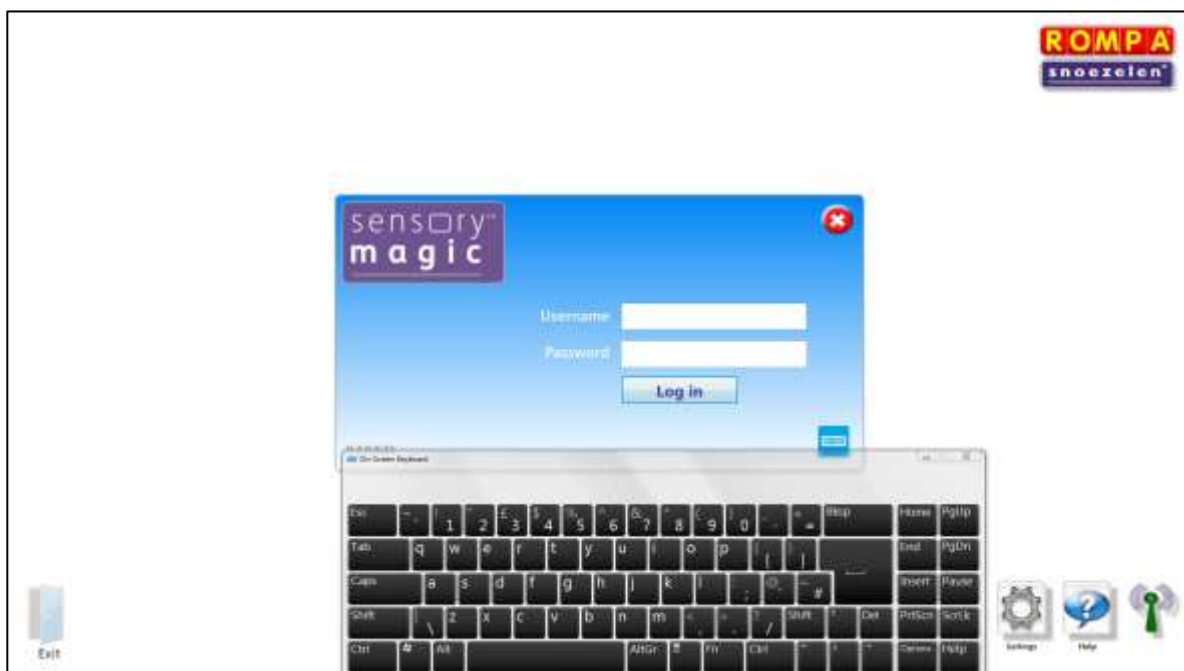 ROMPA
snoezelen®
sensory™
magic
Username
Password
Log in
On-Screen Keyboard
Esc 1 2 3 4 5 6 7 8 9 0 - = Bksp Home PgUp
Tab q w e r t y u i o p [ ] End PgDn
Caps a s d f g h j k l ; # Insert Pause
Shift \ z x c v b n m / Shift Del PrtScn ScrLk
Ctrl Alt AltGr Fn Ctrl Options Help
Exit
Settings
Help